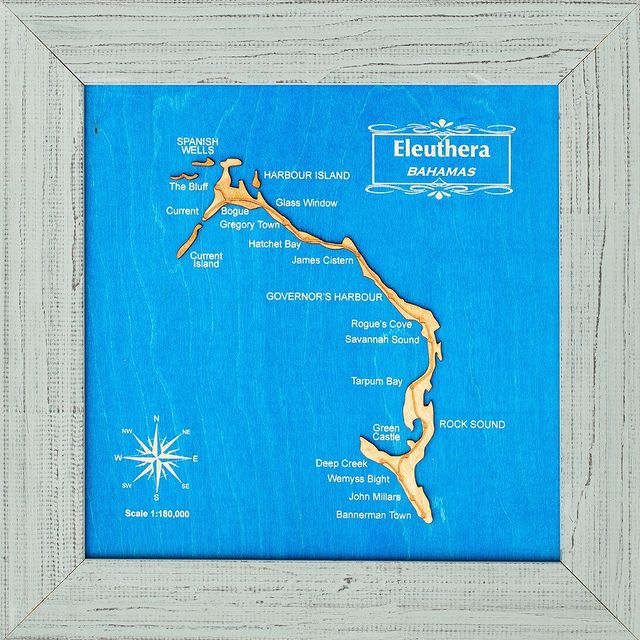 Eleuthera
BAHAMAS
SPANISH
WELLS
The Bluff
HARBOUR ISLAND
Current
Bogue
Glass Window
Gregory Town
Hatchet Bay
Current
Island
James Cistern
GOVERNOR'S HARBOUR
Rogue's Cove
Savannah Sound
Tarpum Bay
Green
Castle
ROCK SOUND
Deep Creek
Wemyss Bight
John Millars
Bannerman Town
N
NW
NE
W
E
SW
SE
S
Scale 1:180,000